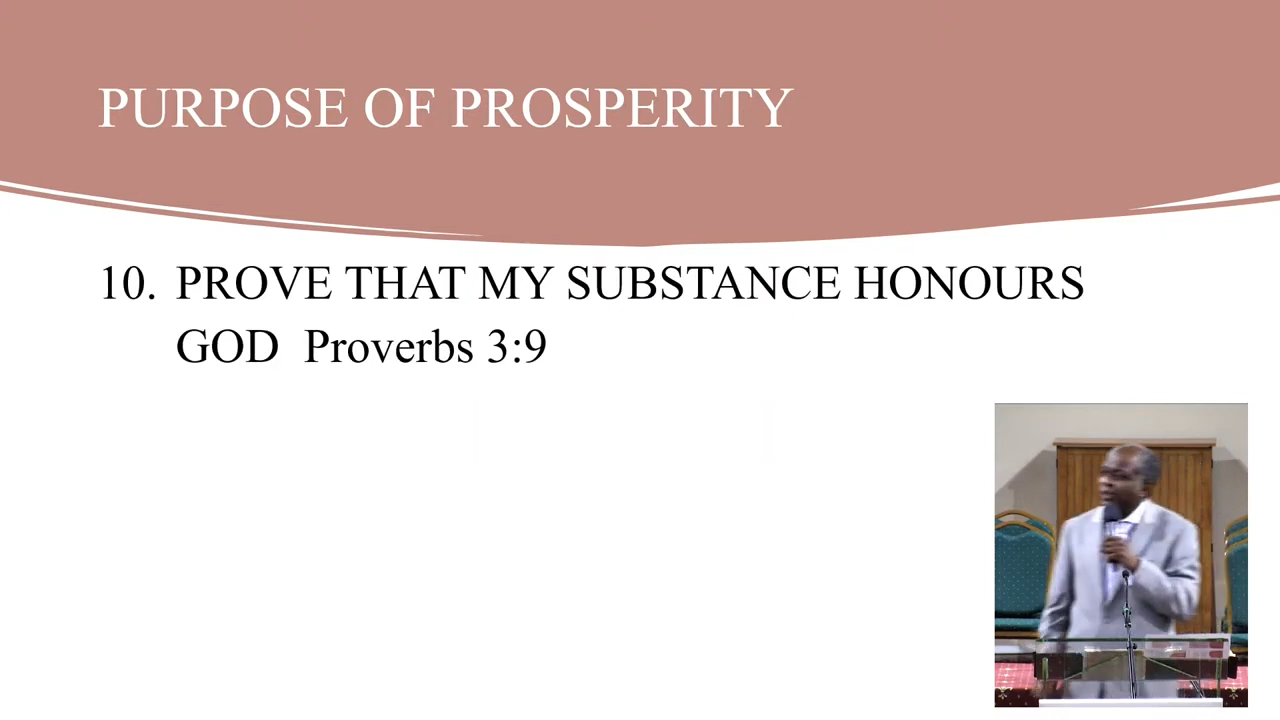 PURPOSE OF PROSPERITY
10. PROVE THAT MY SUBSTANCE HONOURS
GOD Proverbs 3:9